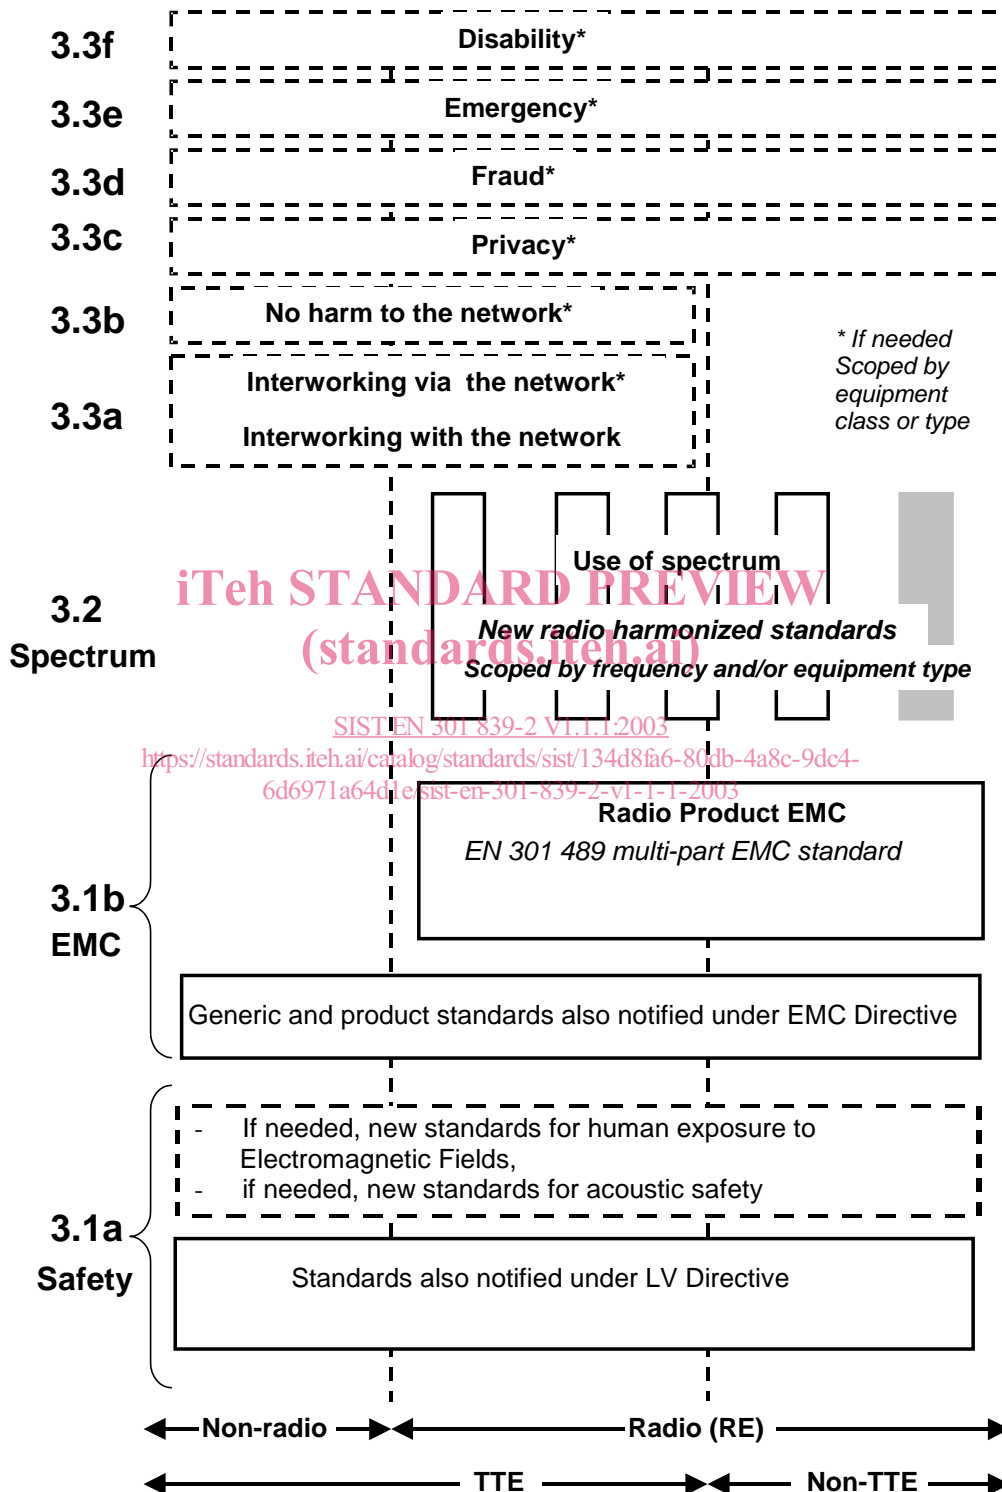 3.3f
Disability*
3.3e
Emergency*
3.3d
Fraud*
3.3c
Privacy*
3.3b
No harm to the network*
* If needed
Scoped by
equipment
class or type
3.3a
Interworking via the network*
Interworking with the network
Use of spectrum
iTeh STANDARD PREVIEW
3.2
Spectrum
New radio harmonized standards
(standards.iteh.ai)
Scoped by frequency and/or equipment type
SIST EN 301 839-2 V1.1.1:2003
https://standards.iteh.ai/catalog/standards/sist/134d8fa6-80db-4a8c-9dc4-
6d6971a64d1e/sist-en-301-839-2-v1-1-1-2003
Radio Product EMC
EN 301 489 multi-part EMC standard
3.1b
EMC
Generic and product standards also notified under EMC Directive
- If needed, new standards for human exposure to
Electromagnetic Fields,
- if needed, new standards for acoustic safety
3.1a
Safety
Standards also notified under LV Directive
Non-radio
Radio (RE)
TTE
Non-TTE